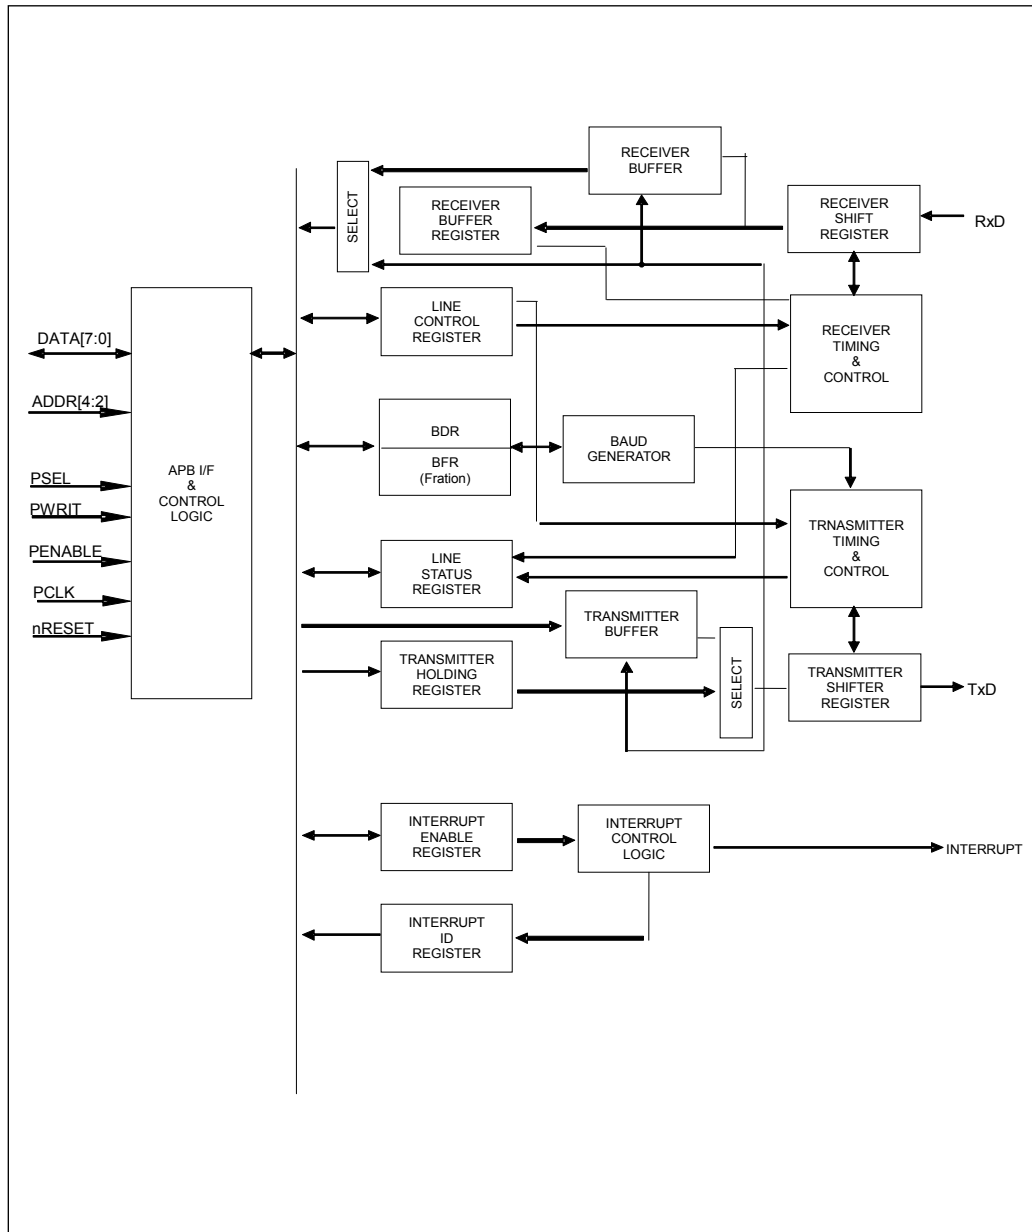 RECEIVER
BUFFER
SELECT
RECEIVER
BUFFER
REGISTER
RECEIVER
SHIFT
REGISTER
RxD
LINE
CONTROL
REGISTER
RECEIVER
TIMING
&
CONTROL
DATA[7:0]
ADDR[4:2]
PSEL
PWRIT
PENABLE
PCLK
nRESET
APB I/F
&
CONTROL
LOGIC
BDR
BFR
(Fration)
BAUD
GENERATOR
TRNASMITTER
TIMING
&
CONTROL
LINE
STATUS
REGISTER
TRANSMITTER
BUFFER
TRANSMITTER
HOLDING
REGISTER
SELECT
TRANSMITTER
SHIFTER
REGISTER
TxD
INTERRUPT
ENABLE
REGISTER
INTERRUPT
CONTROL
LOGIC
INTERRUPT
INTERRUPT
ID
REGISTER